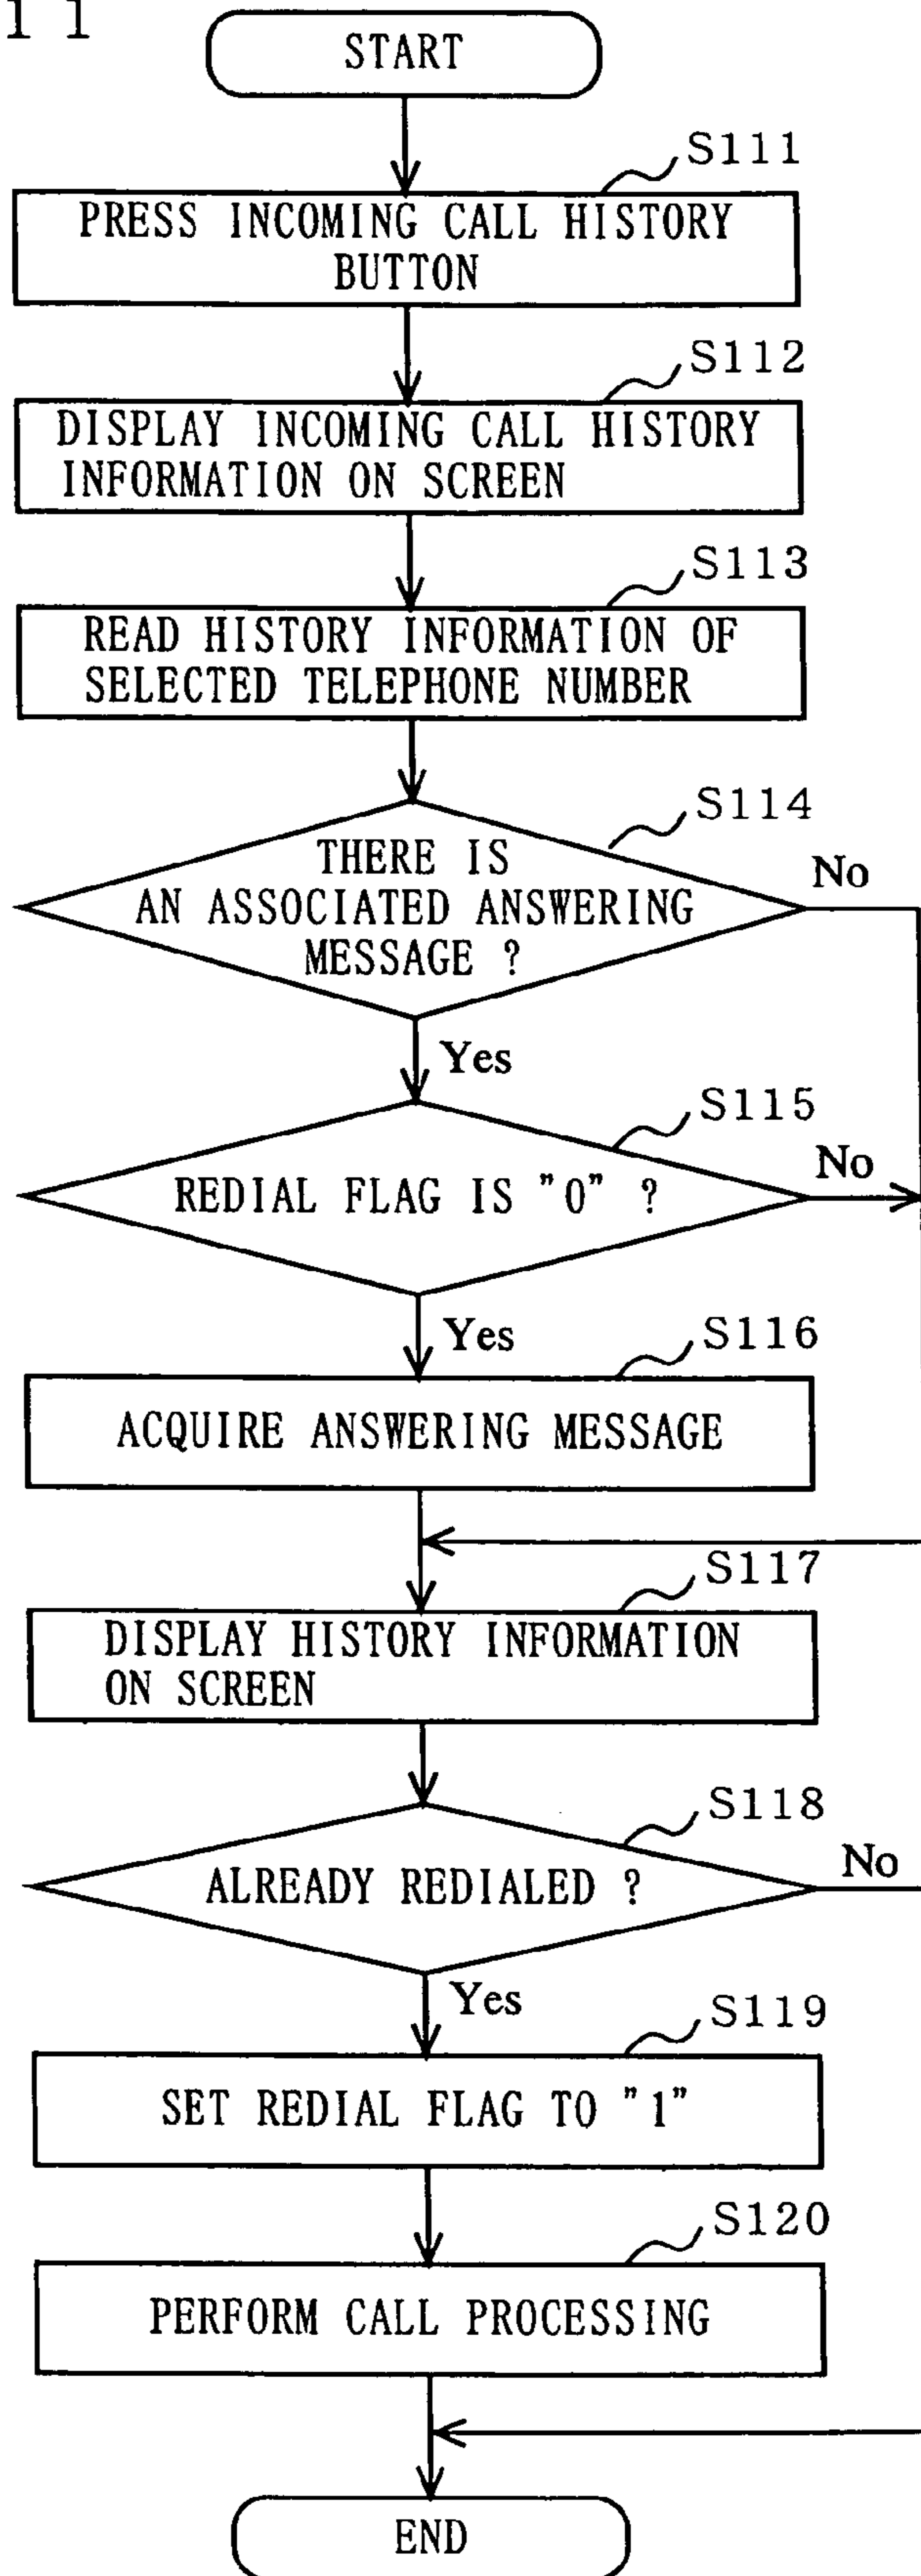 11
START
S111
PRESS INCOMING CALL HISTORY
BUTTON
S112
DISPLAY INCOMING CALL HISTORY
INFORMATION ON SCREEN
S113
READ HISTORY INFORMATION OF
SELECTED TELEPHONE NUMBER
S114
THERE IS
AN ASSOCIATED ANSWERING
MESSAGE ?
No
Yes
S115
REDIAL FLAG IS "0" ?
No
Yes
S116
ACQUIRE ANSWERING MESSAGE
S117
DISPLAY HISTORY INFORMATION
ON SCREEN
S118
ALREADY REDIALED ?
No
Yes
S119
SET REDIAL FLAG TO "1"
S120
PERFORM CALL PROCESSING
END